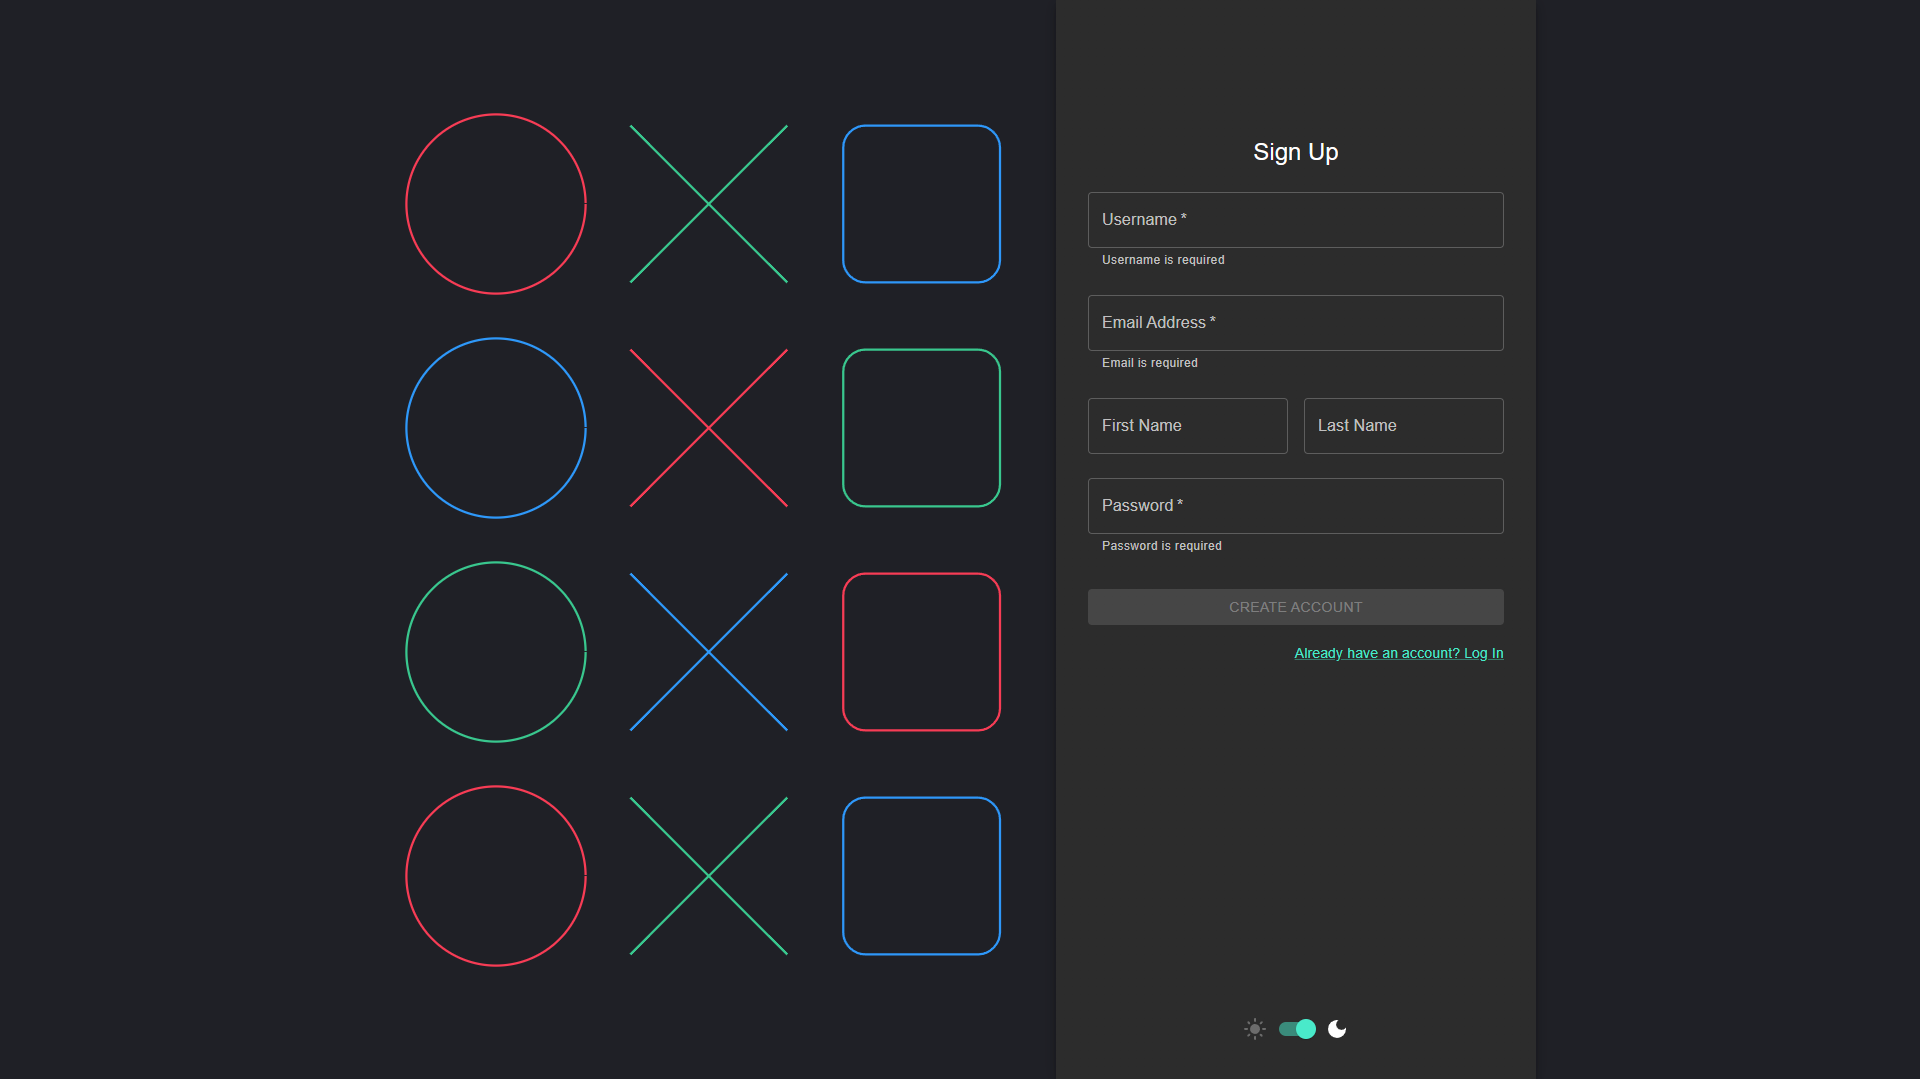 Sign Up
Username *
Username is required
Email Address *
Email is required
First Name
Last Name
Password *
Password is required
CREATE ACCOUNT
Already have an account? Log In